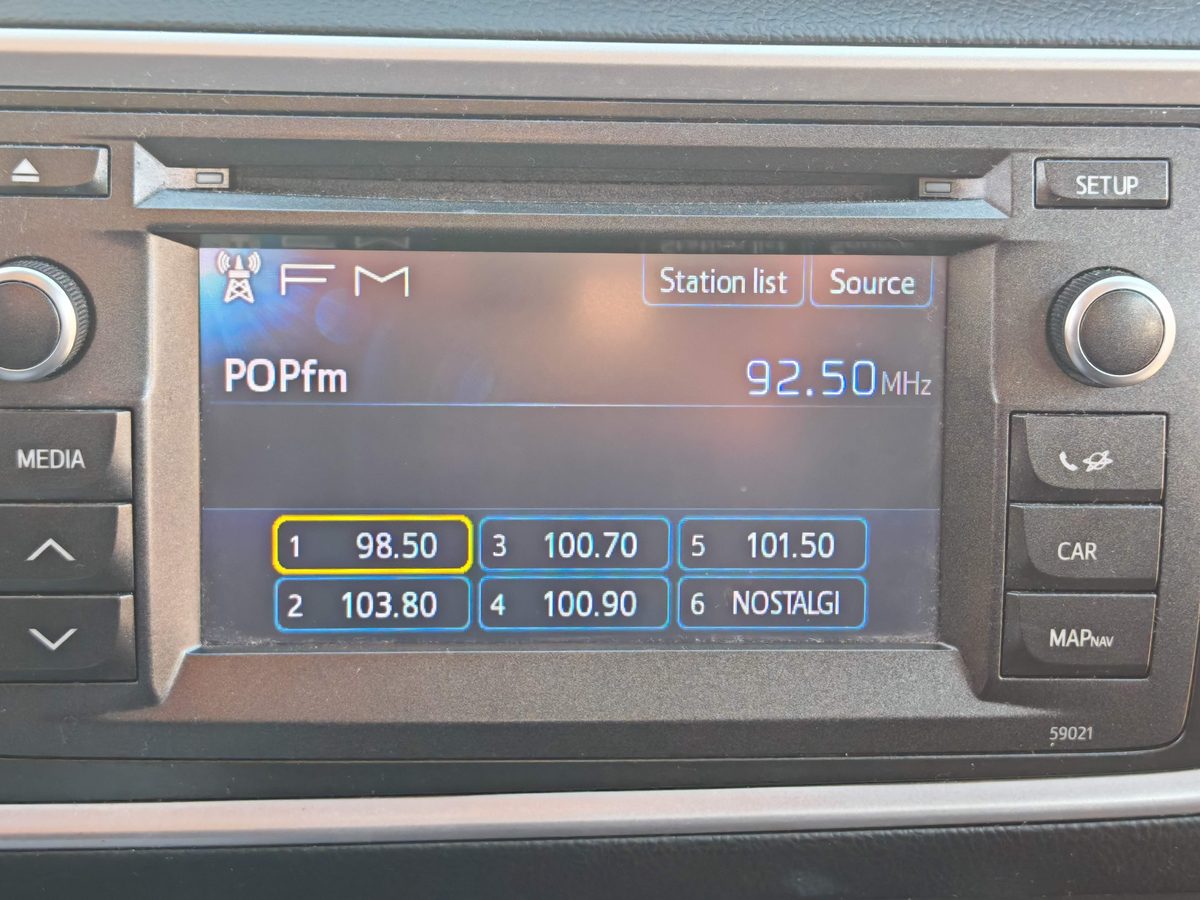 SETUP
FM
Station list
Source
POPfm
92.50MHz
MEDIA
CAR
MAPNAV
1 98.50
3 100.70
5 101.50
2 103.80
4 100.90
6 NOSTALGI
59021